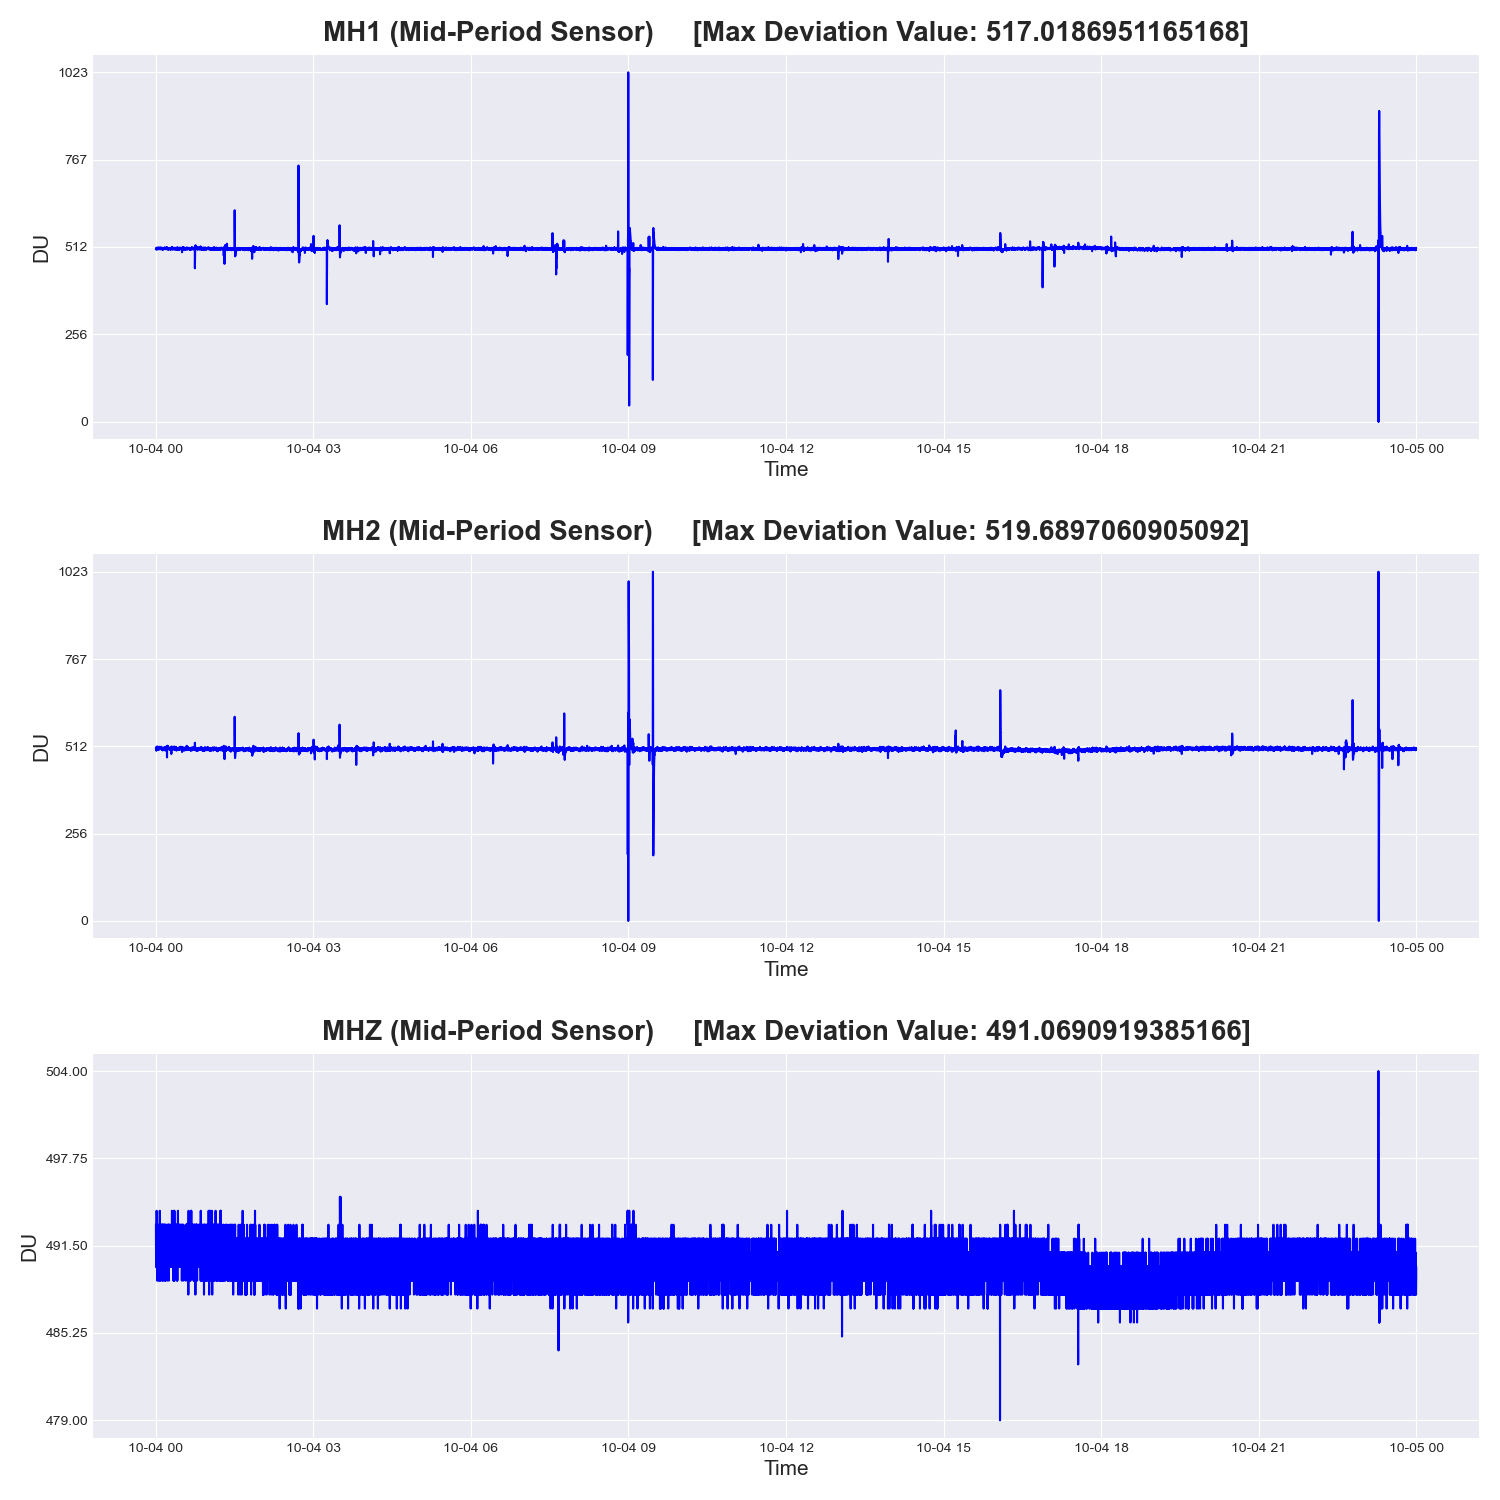 MH1 (Mid-Period Sensor) [Max Deviation Value: 517.0186951165168]
1023
767
512
256
0
DU
10-04 00 10-04 03 10-04 06 10-04 09 10-04 12 10-04 15 10-04 18 10-04 21 10-05 00
Time
MH2 (Mid-Period Sensor) [Max Deviation Value: 519.6897060905092]
1023
767
512
256
0
DU
10-04 00 10-04 03 10-04 06 10-04 09 10-04 12 10-04 15 10-04 18 10-04 21 10-05 00
Time
MHZ (Mid-Period Sensor) [Max Deviation Value: 491.0690919385166]
504.00
497.75
491.50
485.25
479.00
DU
10-04 00 10-04 03 10-04 06 10-04 09 10-04 12 10-04 15 10-04 18 10-04 21 10-05 00
Time